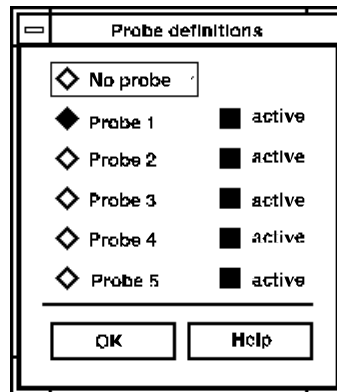 Probe definitions
No probe
Probe 1 active
Probe 2 active
Probe 3 active
Probe 4 active
Probe 5 active
OK Help